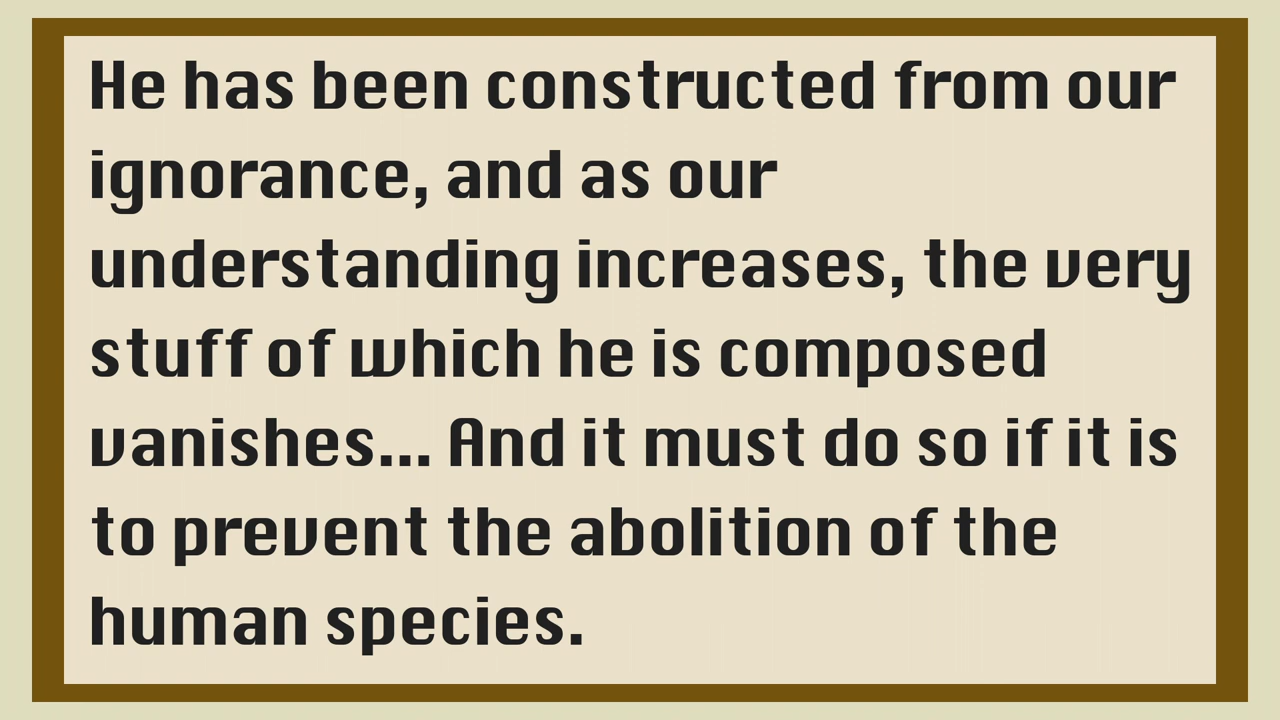 He has been constructed from our
ignorance, and as our
understanding increases, the very
stuff of which he is composed
vanishes... And it must do so if it is
to prevent the abolition of the
human species.